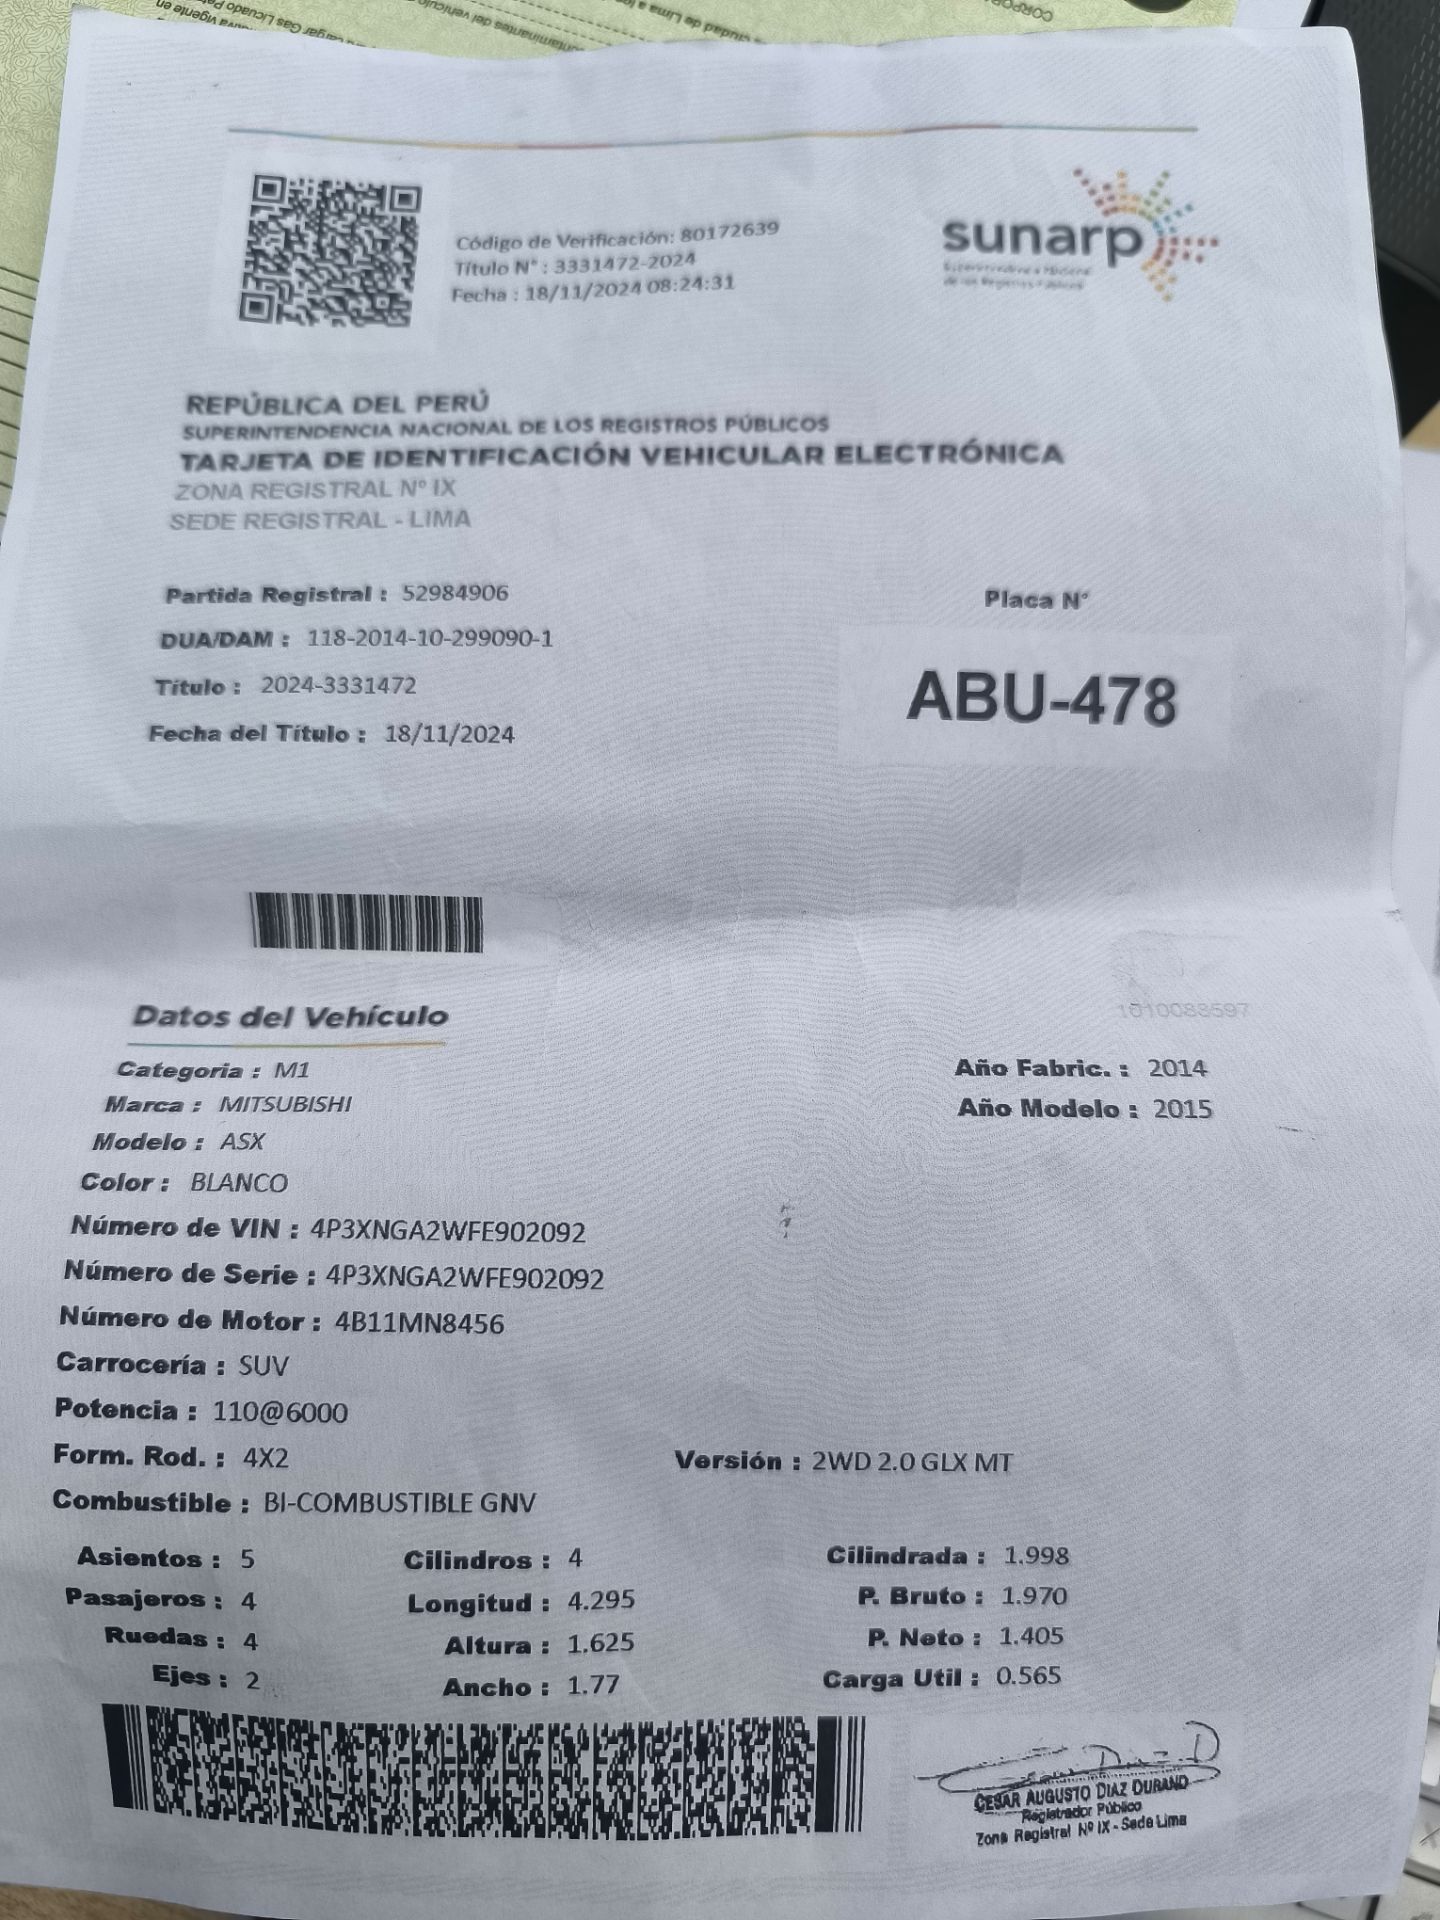 Código de Verificación: 80172639
Título N° : 3331472-2024
Fecha : 18/11/2024 08:24:31
sunarp
Superintendencia Nacional
de los Registros Públicos
REPÚBLICA DEL PERÚ
SUPERINTENDENCIA NACIONAL DE LOS REGISTROS PÚBLICOS
TARJETA DE IDENTIFICACIÓN VEHICULAR ELECTRÓNICA
ZONA REGISTRAL N° IX
SEDE REGISTRAL - LIMA
Partida Registral : 52984906
DUA/DAM : 118-2014-10-299090-1
Título : 2024-3331472
Fecha del Título : 18/11/2024
Placa N°
ABU-478
Datos del Vehículo
Categoria : M1
Marca : MITSUBISHI
Modelo : ASX
Color : BLANCO
Número de VIN : 4P3XNGA2WFE902092
Número de Serie : 4P3XNGA2WFE902092
Número de Motor : 4B11MN8456
Carrocería : SUV
Potencia : 110@6000
Form. Rod. : 4X2
Combustible : BI-COMBUSTIBLE GNV
1010083597
Año Fabric. : 2014
Año Modelo : 2015
Versión : 2WD 2.0 GLX MT
Asientos : 5
Pasajeros : 4
Ruedas : 4
Ejes : 2
Cilindros : 4
Longitud : 4.295
Altura : 1.625
Ancho : 1.77
Cilindrada : 1.998
P. Bruto : 1.970
P. Neto : 1.405
Carga Util : 0.565
CESAR AUGUSTO DIAZ DURAND
Registrador Público
Zona Registral N° IX - Sede Lima